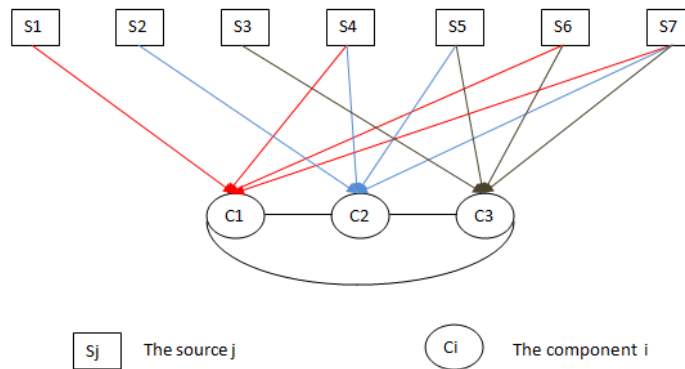 S1 S2 S3 S4 S5 S6 S7
C1 C2 C3
Sj The source j Ci The component i